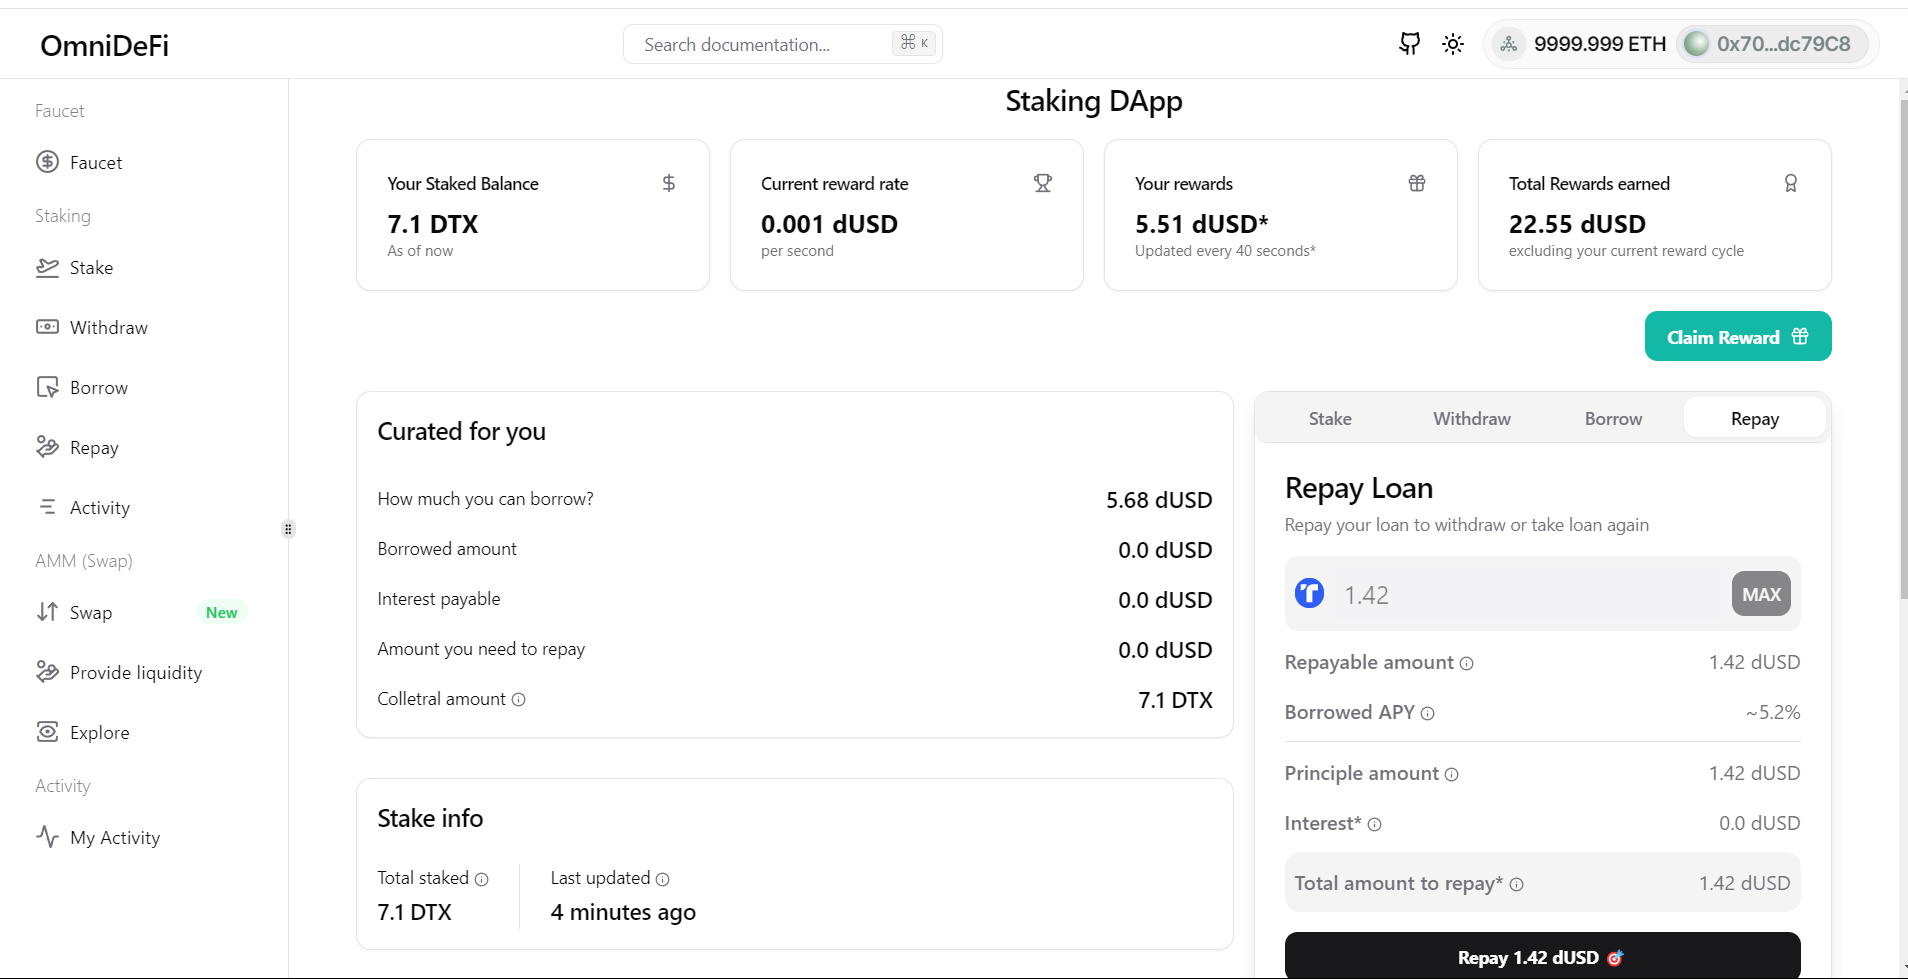 OmniDeFi
Search documentation...
⌘ K
9999.999 ETH
0x70...dc79C8
Faucet
Faucet
Staking
Stake
Withdraw
Borrow
Repay
Activity
AMM (Swap)
Swap New
Provide liquidity
Explore
Activity
My Activity
Staking DApp
Your Staked Balance $
7.1 DTX
As of now
Current reward rate
0.001 dUSD
per second
Your rewards
5.51 dUSD*
Updated every 40 seconds*
Total Rewards earned
22.55 dUSD
excluding your current reward cycle
Claim Reward
Curated for you
How much you can borrow? 5.68 dUSD
Borrowed amount 0.0 dUSD
Interest payable 0.0 dUSD
Amount you need to repay 0.0 dUSD
Colletral amount 7.1 DTX
Stake info
Total staked
7.1 DTX
Last updated
4 minutes ago
Stake Withdraw Borrow Repay
Repay Loan
Repay your loan to withdraw or take loan again
1.42 MAX
Repayable amount 1.42 dUSD
Borrowed APY ~5.2%
Principle amount 1.42 dUSD
Interest* 0.0 dUSD
Total amount to repay* 1.42 dUSD
Repay 1.42 dUSD 🎯